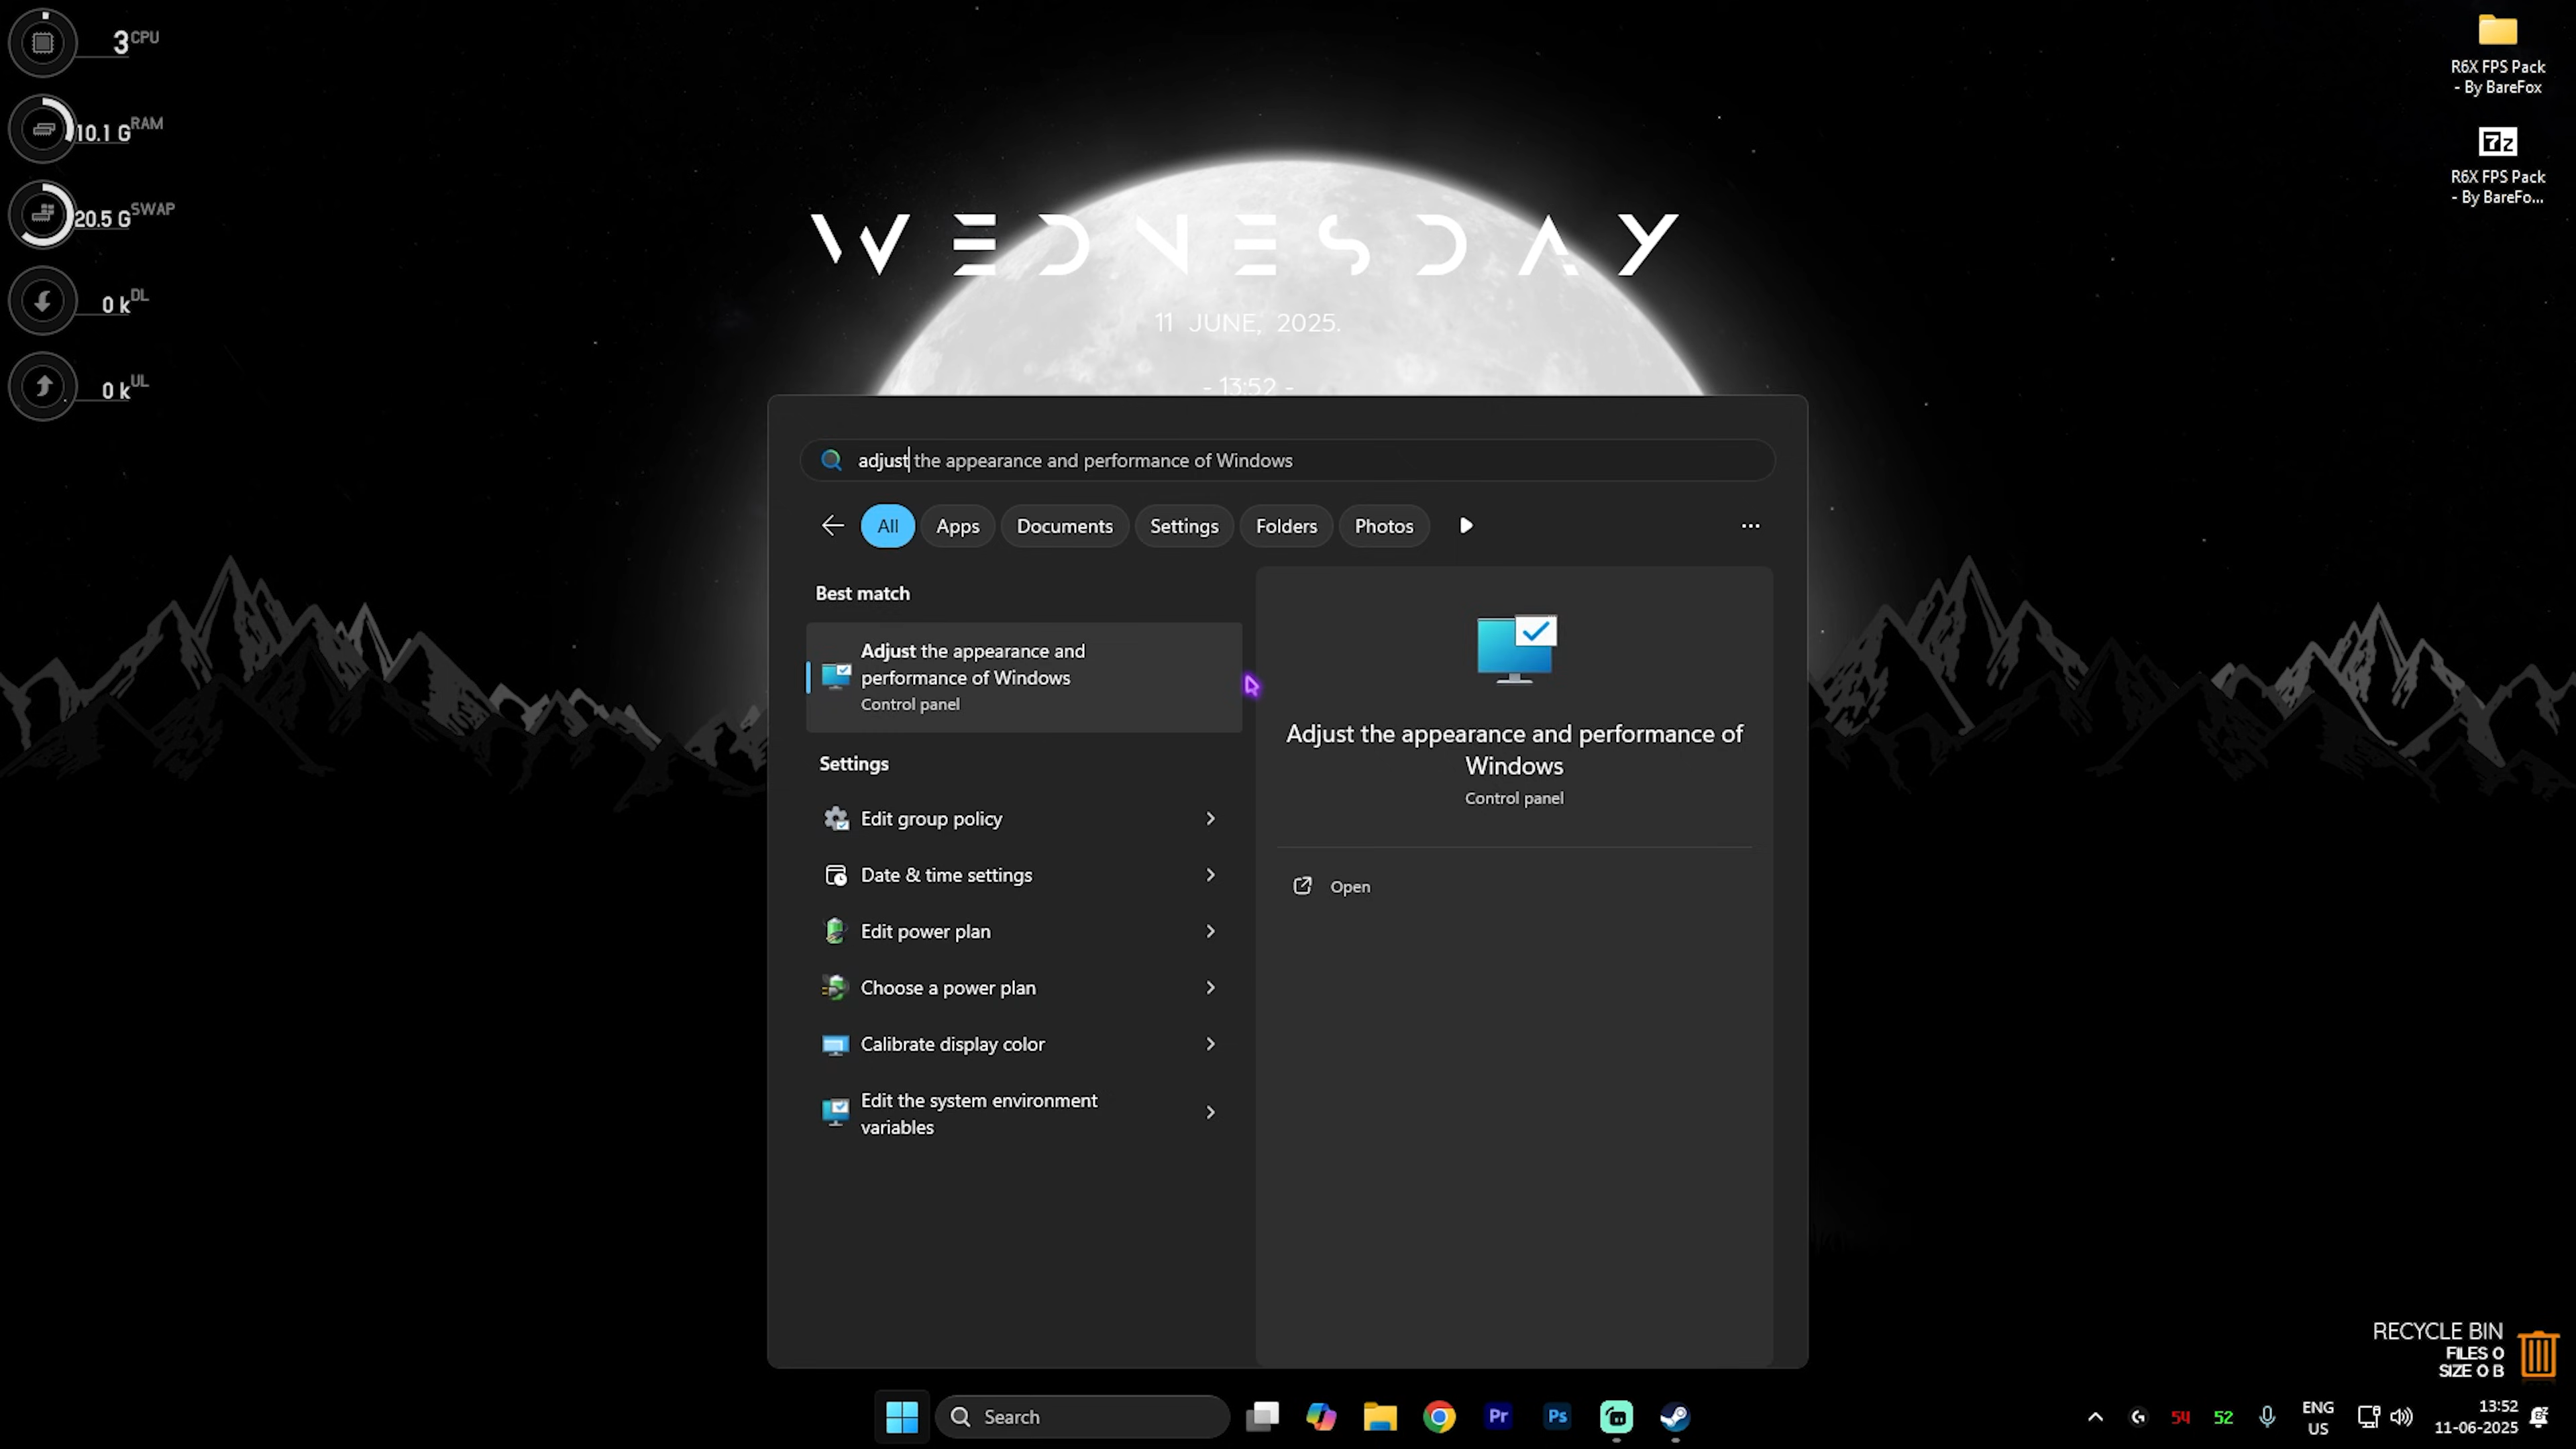 3 CPU
10.1 G RAM
20.5 G SWAP
0 k DL
0 k UL
R6X FPS Pack
- By BareFox
7z
R6X FPS Pack
- By BareFo...
WEDNESDAY
11 JUNE, 2025.
- 13:52 -
adjust the appearance and performance of Windows
All Apps Documents Settings Folders Photos
Best match
Adjust the appearance and
performance of Windows
Control panel
Settings
Edit group policy
Date & time settings
Edit power plan
Choose a power plan
Calibrate display color
Edit the system environment
variables
Adjust the appearance and performance of
Windows
Control panel
Open
RECYCLE BIN
FILES 0
SIZE 0 B
Search
Pr
Ps
54
52
ENG
US
13:52
11-06-2025